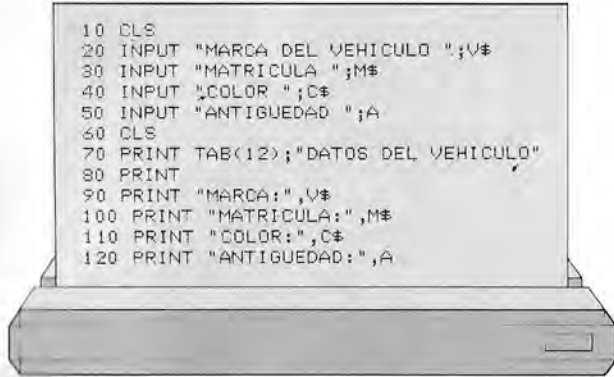 10 CLS
20 INPUT "MARCA DEL VEHICULO ";V$
30 INPUT "MATRICULA ";M$
40 INPUT "COLOR ";C$
50 INPUT "ANTIGUEDAD ";A
60 CLS
70 PRINT TAB(12);"DATOS DEL VEHICULO"
80 PRINT
90 PRINT "MARCA:",V$
100 PRINT "MATRICULA:",M$
110 PRINT "COLOR:",C$
120 PRINT "ANTIGUEDAD:",A